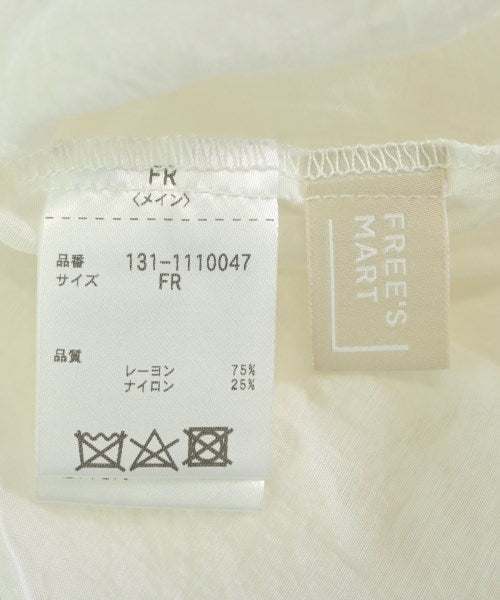 FR
〈メイン〉
品番 131-1110047
サイズ FR
品質
レーヨン 75%
ナイロン 25%
FREE'S
MART